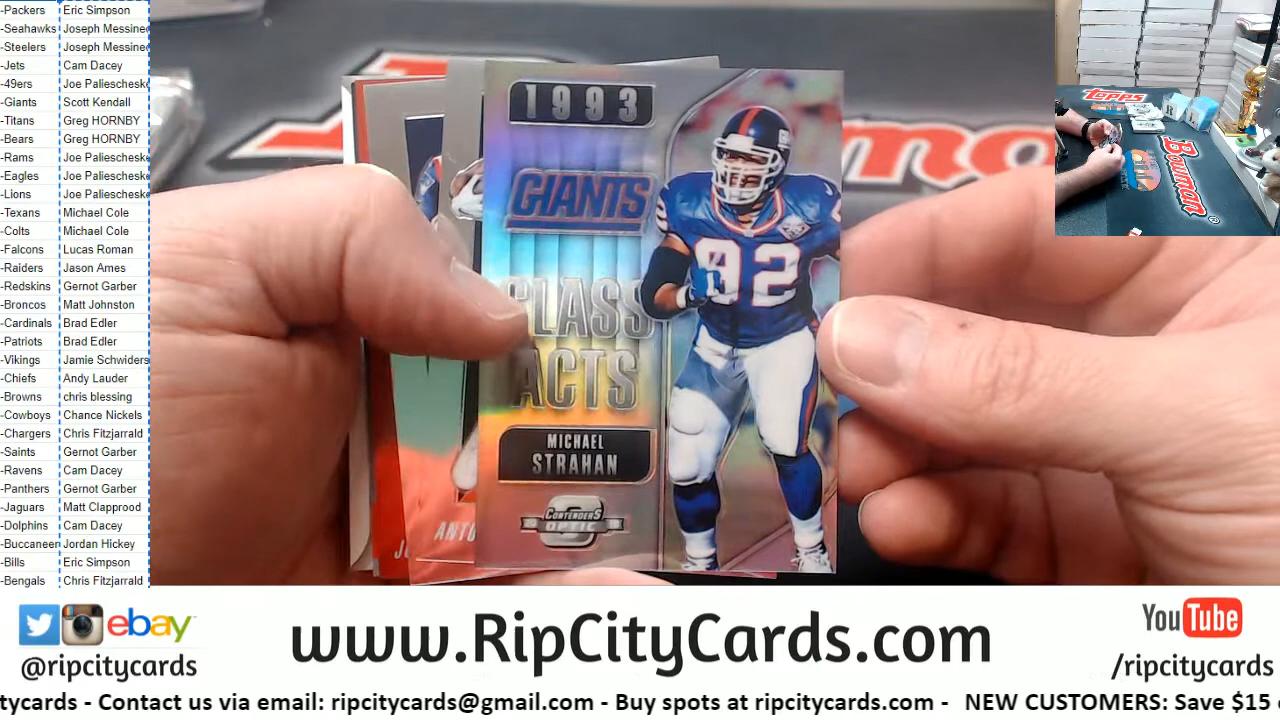 -Packers Eric Simpson
-Seahawks Joseph Messine
-Steelers Joseph Messine
-Jets Cam Dacey
-49ers Joe Palieschesk
-Giants Scott Kendall
-Titans Greg HORNBY
-Bears Greg HORNBY
-Rams Joe Palieschesk
-Eagles Joe Palieschesk
-Lions Joe Palieschesk
-Texans Michael Cole
-Colts Michael Cole
-Falcons Lucas Roman
-Raiders Jason Ames
-Redskins Gernot Garber
-Broncos Matt Johnston
-Cardinals Brad Edler
-Patriots Brad Edler
-Vikings Jamie Schwiders
-Chiefs Andy Lauder
-Browns chris blessing
-Cowboys Chance Nickels
-Chargers Chris Fitzjarrald
-Saints Gernot Garber
-Ravens Cam Dacey
-Panthers Gernot Garber
-Jaguars Matt Clapprood
-Dolphins Cam Dacey
-Buccaneer Jordan Hickey
-Bills Eric Simpson
-Bengals Chris Fitzjarrald
1993
GIANTS
CLASS
ACTS
MICHAEL
STRAHAN
CONTENDERS
OPTIC
92
ANTO
JO
Topps
Bowman
ebay
@ripcitycards
www.RipCityCards.com
YouTube
/ripcitycards
tycards - Contact us via email: ripcitycards@gmail.com - Buy spots at ripcitycards.com - NEW CUSTOMERS: Save $15